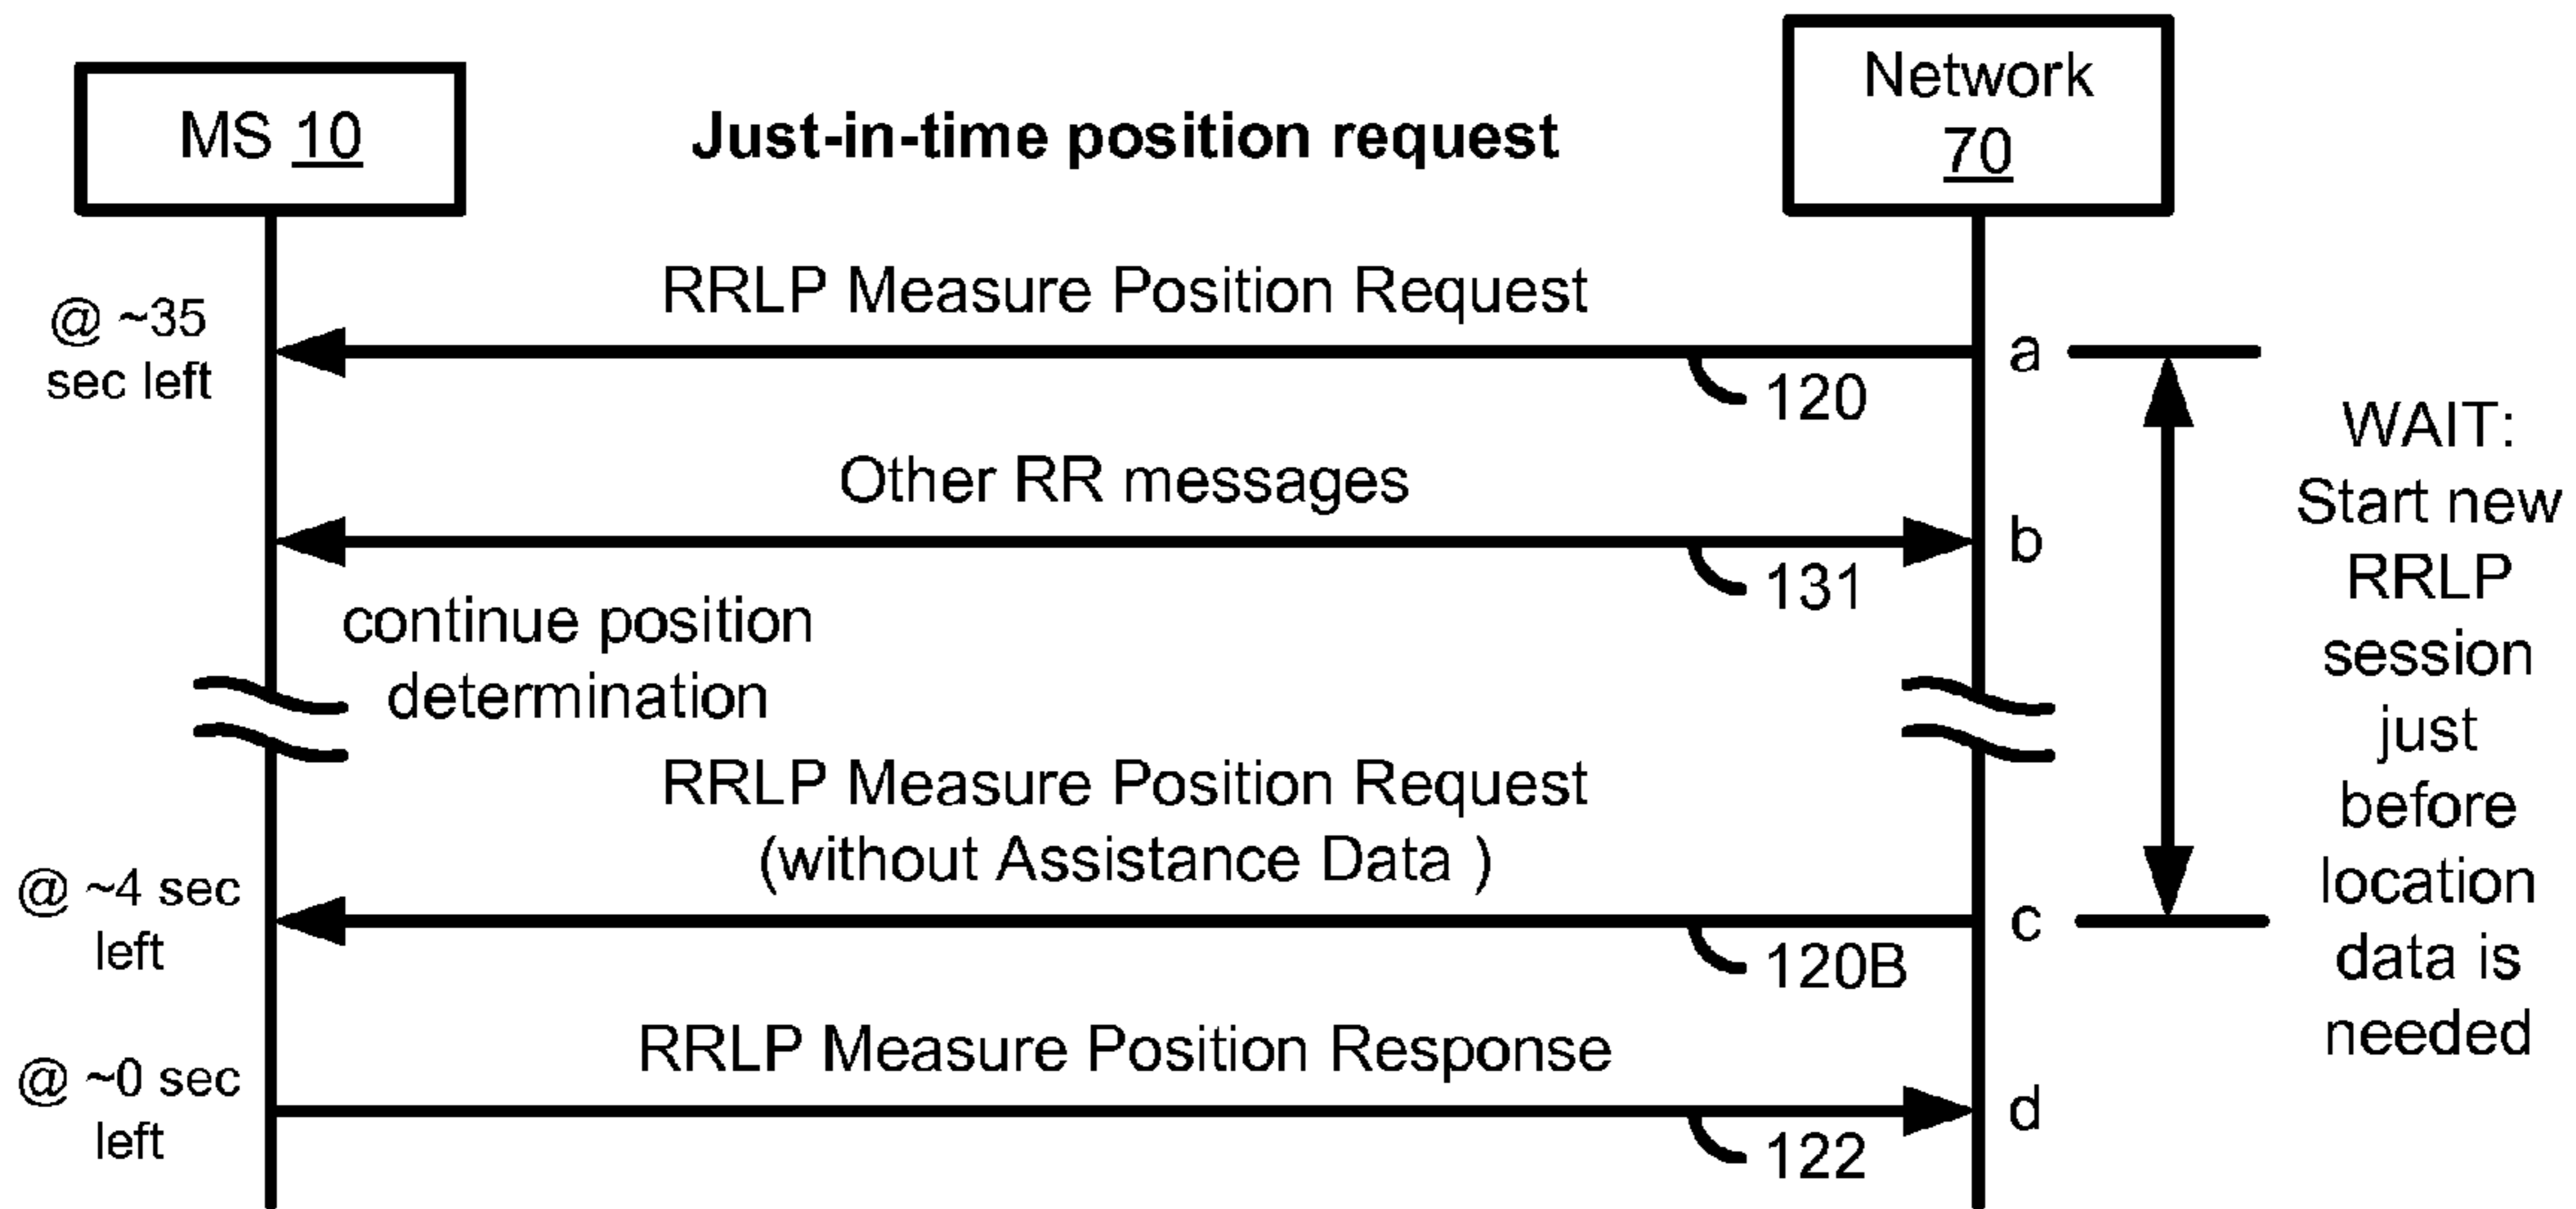 MS 10
Just-in-time position request
Network
70
RRLP Measure Position Request
@ ~35
sec left
a
120
Other RR messages
b
131
continue position
determination
WAIT:
Start new
RRLP
session
just
before
location
data is
needed
RRLP Measure Position Request
(without Assistance Data )
@ ~4 sec
left
c
120B
RRLP Measure Position Response
@ ~0 sec
left
d
122